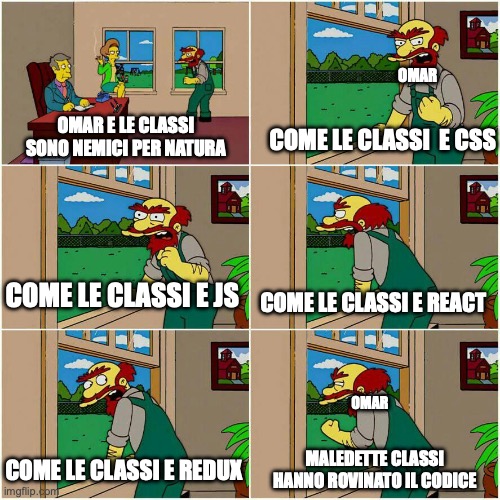 OMAR E LE CLASSI
SONO NEMICI PER NATURA
OMAR
COME LE CLASSI E CSS
COME LE CLASSI E JS
COME LE CLASSI E REACT
COME LE CLASSI E REDUX
OMAR
MALEDETTE CLASSI
HANNO ROVINATO IL CODICE
imgflip.com